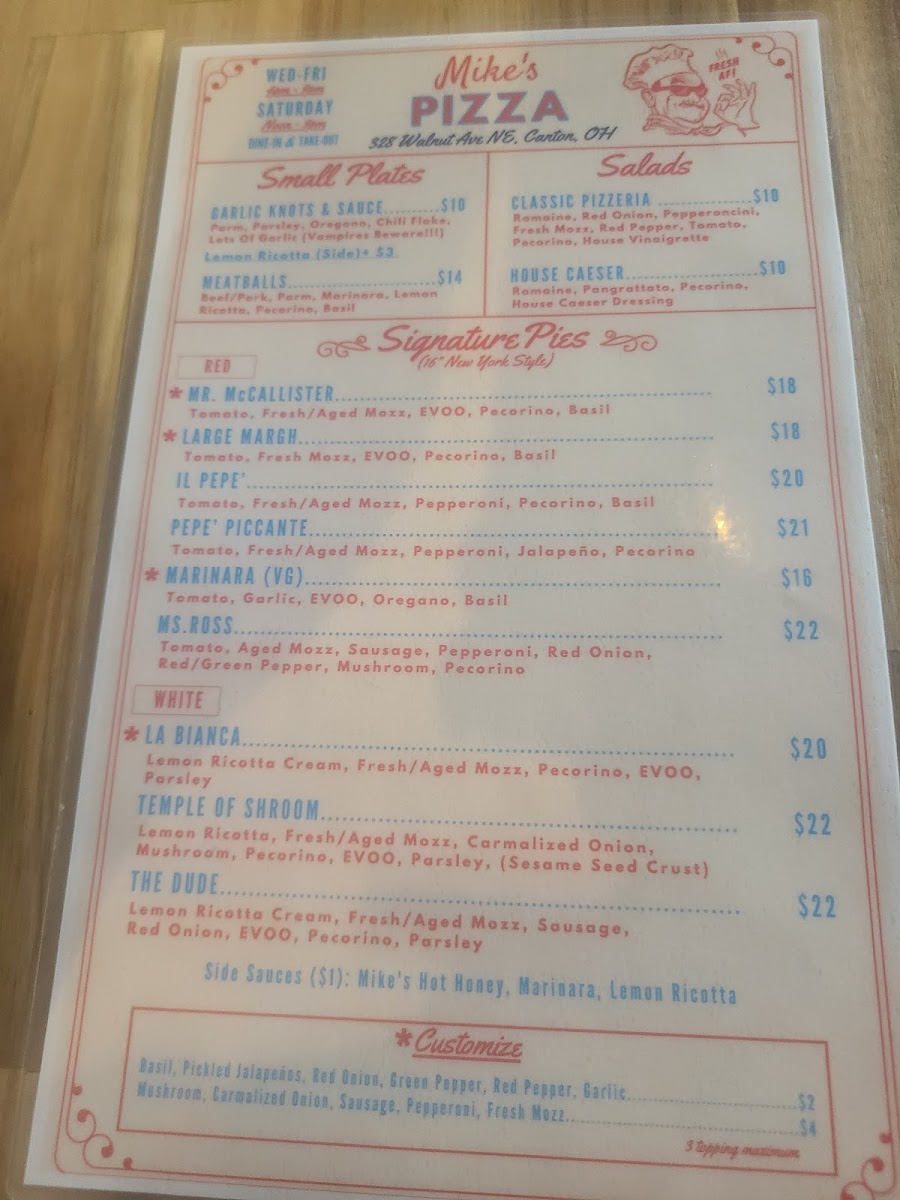 WED-FRI
4pm - 9pm
SATURDAY
Noon - 9pm
DINE-IN & TAKE-OUT
Mike's
PIZZA
328 Walnut Ave NE, Canton, OH
FRESH
AF!
Small Plates
GARLIC KNOTS & SAUCE.........$10
Parm, Parsley, Oregano, Chili Flake,
Lots Of Garlic (Vampires Beware!!!)
Lemon Ricotta (Side)+ $3
MEATBALLS..............................$14
Beef/Pork, Parm, Marinara, Lemon
Ricotta, Pecorino, Basil
Salads
CLASSIC PIZZERIA ................$10
Romaine, Red Onion, Pepperoncini,
Fresh Mozz, Red Pepper, Tomato,
Pecorino, House Vinaigrette
HOUSE CAESER......................$10
Romaine, Pangrattato, Pecorino,
House Caeser Dressing
Signature Pies
(16" New York Style)
RED
* MR. McCALLISTER.................................................. $18
Tomato, Fresh/Aged Mozz, EVOO, Pecorino, Basil
* LARGE MARGH....................................................... $18
Tomato, Fresh Mozz, EVOO, Pecorino, Basil
IL PEPE'............................................................... $20
Tomato, Fresh/Aged Mozz, Pepperoni, Pecorino, Basil
PEPE' PICCANTE...................................................... $21
Tomato, Fresh/Aged Mozz, Pepperoni, Jalapeño, Pecorino
* MARINARA (VG)....................................................... $16
Tomato, Garlic, EVOO, Oregano, Basil
MS.ROSS................................................................ $22
Tomato, Aged Mozz, Sausage, Pepperoni, Red Onion,
Red/Green Pepper, Mushroom, Pecorino
WHITE
* LA BIANCA.............................................................. $20
Lemon Ricotta Cream, Fresh/Aged Mozz, Pecorino, EVOO,
Parsley
TEMPLE OF SHROOM.................................................. $22
Lemon Ricotta, Fresh/Aged Mozz, Carmalized Onion,
Mushroom, Pecorino, EVOO, Parsley, (Sesame Seed Crust)
THE DUDE............................................................... $22
Lemon Ricotta Cream, Fresh/Aged Mozz, Sausage,
Red Onion, EVOO, Pecorino, Parsley
Side Sauces ($1): Mike's Hot Honey, Marinara, Lemon Ricotta
* Customize
Basil, Pickled Jalapeños, Red Onion, Green Pepper, Red Pepper, Garlic......................$2
Mushroom, Carmalized Onion, Sausage, Pepperoni, Fresh Mozz..............................$4
3 topping maximum